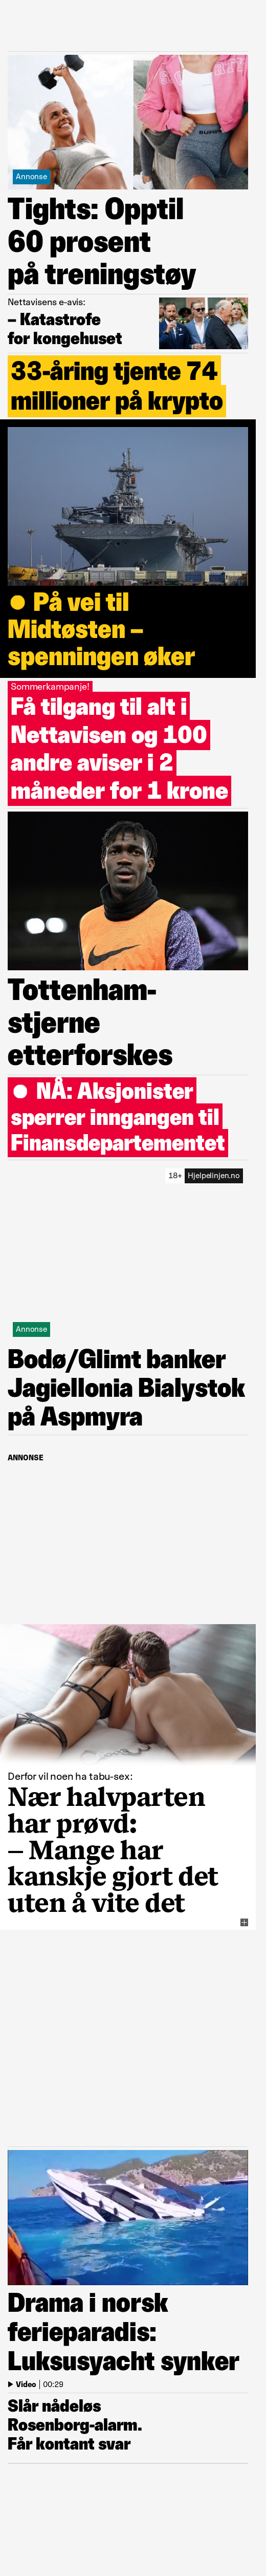 Annonse
Tights: Opptil
60 prosent
på treningstøy
Nettavisens e-avis:
– Katastrofe
for kongehuset
33-åring tjente 74
millioner på krypto
På vei til
Midtøsten –
spenningen øker
Sommerkampanje!
Få tilgang til alt i
Nettavisen og 100
andre aviser i 2
måneder for 1 krone
Tottenham-
stjerne
etterforskes
NÅ: Aksjonister
sperrer inngangen til
Finansdepartementet
18+ Hjelpelinjen.no
Annonse
Bodø/Glimt banker
Jagiellonia Bialystok
på Aspmyra
ANNONSE
Derfor vil noen ha tabu-sex:
Nær halvparten
har prøvd:
– Mange har
kanskje gjort det
uten å vite det
Drama i norsk
ferieparadis:
Luksusyacht synker
Video | 00:29
Slår nådeløs
Rosenborg-alarm.
Får kontant svar